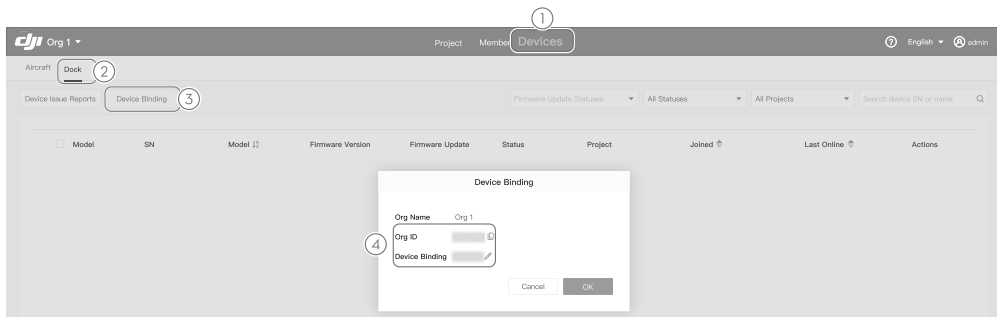 1
dji Org 1 Project Members Devices English admin
Aircraft Dock 2
Device Issue Reports Device Binding 3 Firmware Update Statuses All Statuses All Projects Search device SN or name
Model SN Model Firmware Version Firmware Update Status Project Joined Last Online Actions
Device Binding
Org Name Org 1
4 Org ID
Device Binding
Cancel OK